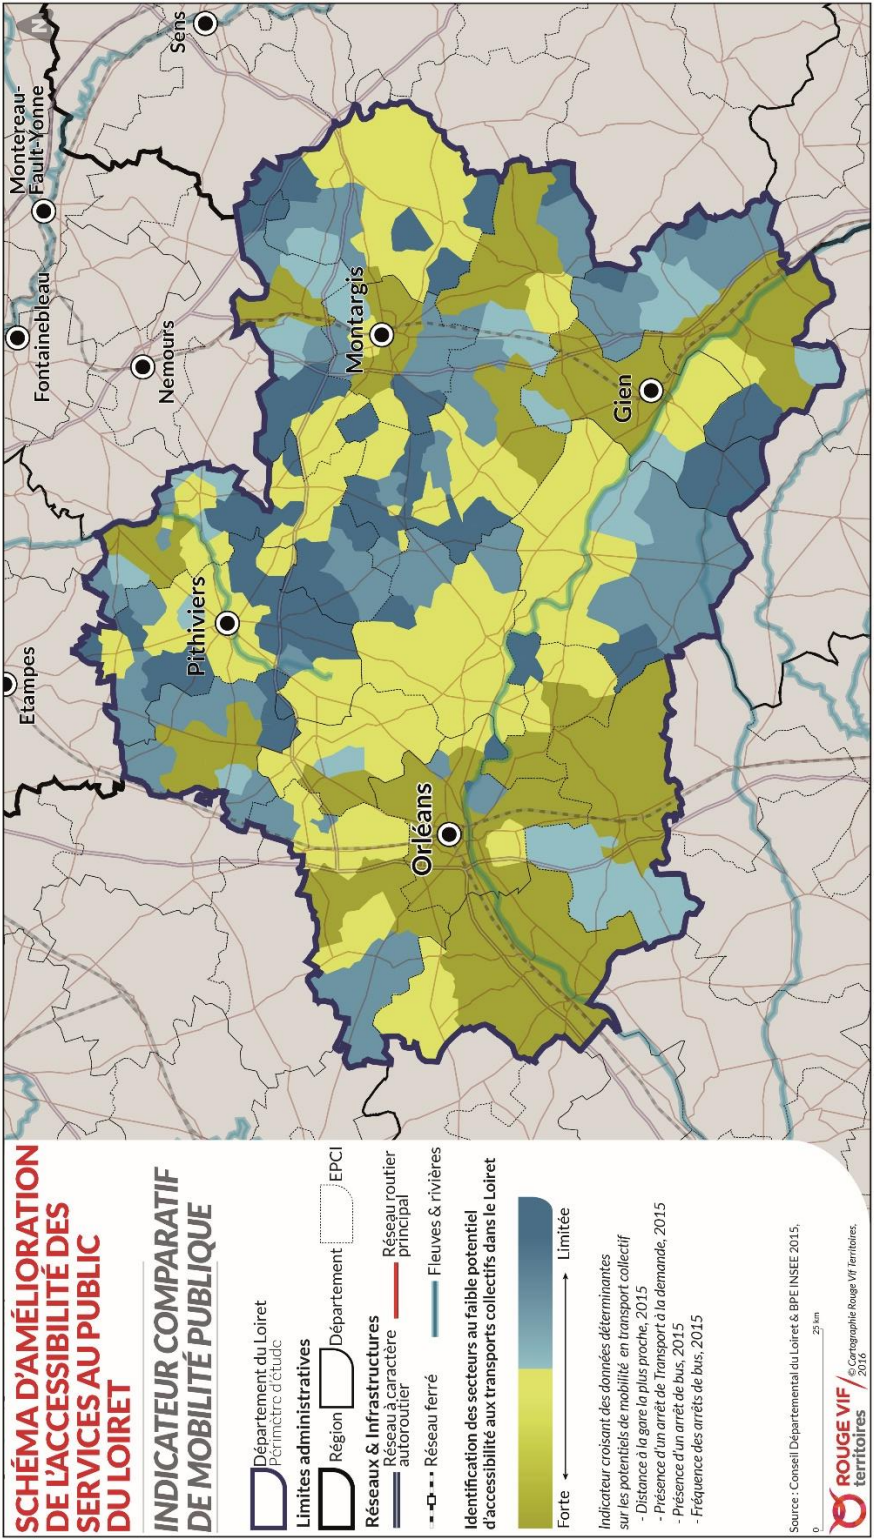 SCHÉMA D'AMÉLIORATION
DE L'ACCESSIBILITÉ DES
SERVICES AU PUBLIC
DU LOIRET
INDICATEUR COMPARATIF
DE MOBILITÉ PUBLIQUE
Département du Loiret
Périmètre d'étude
Limites administratives
Région
Département
EPCI
Réseaux & Infrastructures
Réseau à caractère
autoroutier
Réseau routier
principal
Réseau ferré
Fleuves & rivières
Identification des secteurs au faible potentiel
d'accessibilité aux transports collectifs dans le Loiret
Forte
Limitée
Indicateur croisant des données déterminantes
sur les potentiels de mobilité en transport collectif
- Distance à la gare la plus proche, 2015
- Présence d'un arrêt de Transport à la demande, 2015
- Présence d'un arrêt de bus, 2015
- Fréquence des arrêts de bus, 2015
Source : Conseil Départemental du Loiret & BPE INSEE 2015,
0
25 km
ROUGE VIF
territoires
© Cartographie Rouge Vif Territoires,
2016
Etampes
Fontainebleau
Montereau-
Fault-Yonne
Sens
N
Nemours
Pithiviers
Montargis
Orléans
Gien